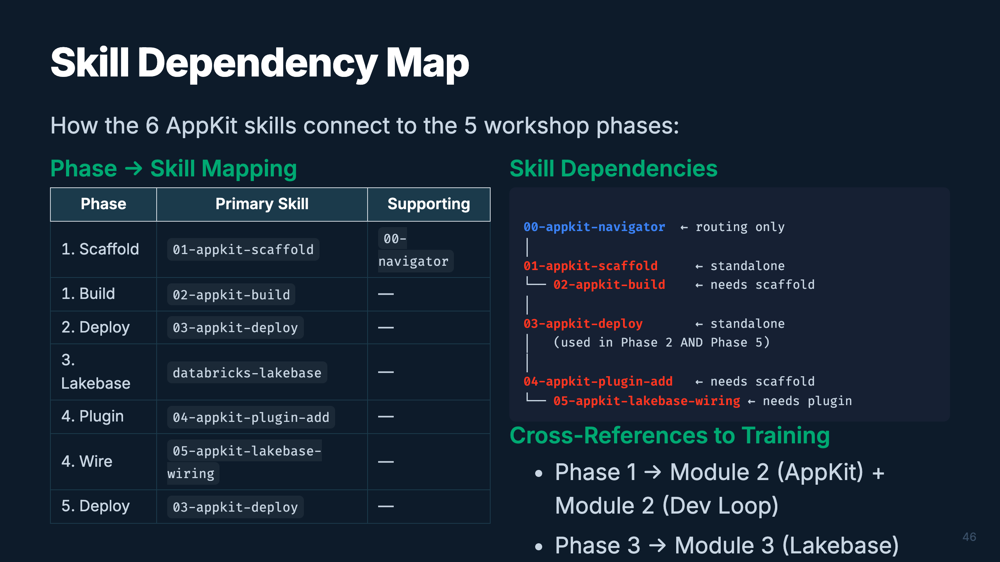 Skill Dependency Map
How the 6 AppKit skills connect to the 5 workshop phases:
Phase → Skill Mapping
Phase Primary Skill Supporting
1. Scaffold 01-appkit-scaffold 00-
navigator
1. Build 02-appkit-build —
2. Deploy 03-appkit-deploy —
3.
Lakebase databricks-lakebase —
4. Plugin 04-appkit-plugin-add —
4. Wire 05-appkit-lakebase-
wiring —
5. Deploy 03-appkit-deploy —
Skill Dependencies
00-appkit-navigator ← routing only
│
01-appkit-scaffold ← standalone
└── 02-appkit-build ← needs scaffold
│
03-appkit-deploy ← standalone
│ (used in Phase 2 AND Phase 5)
│
04-appkit-plugin-add ← needs scaffold
└── 05-appkit-lakebase-wiring ← needs plugin
Cross-References to Training
• Phase 1 → Module 2 (AppKit) +
Module 2 (Dev Loop)
• Phase 3 → Module 3 (Lakebase)
46